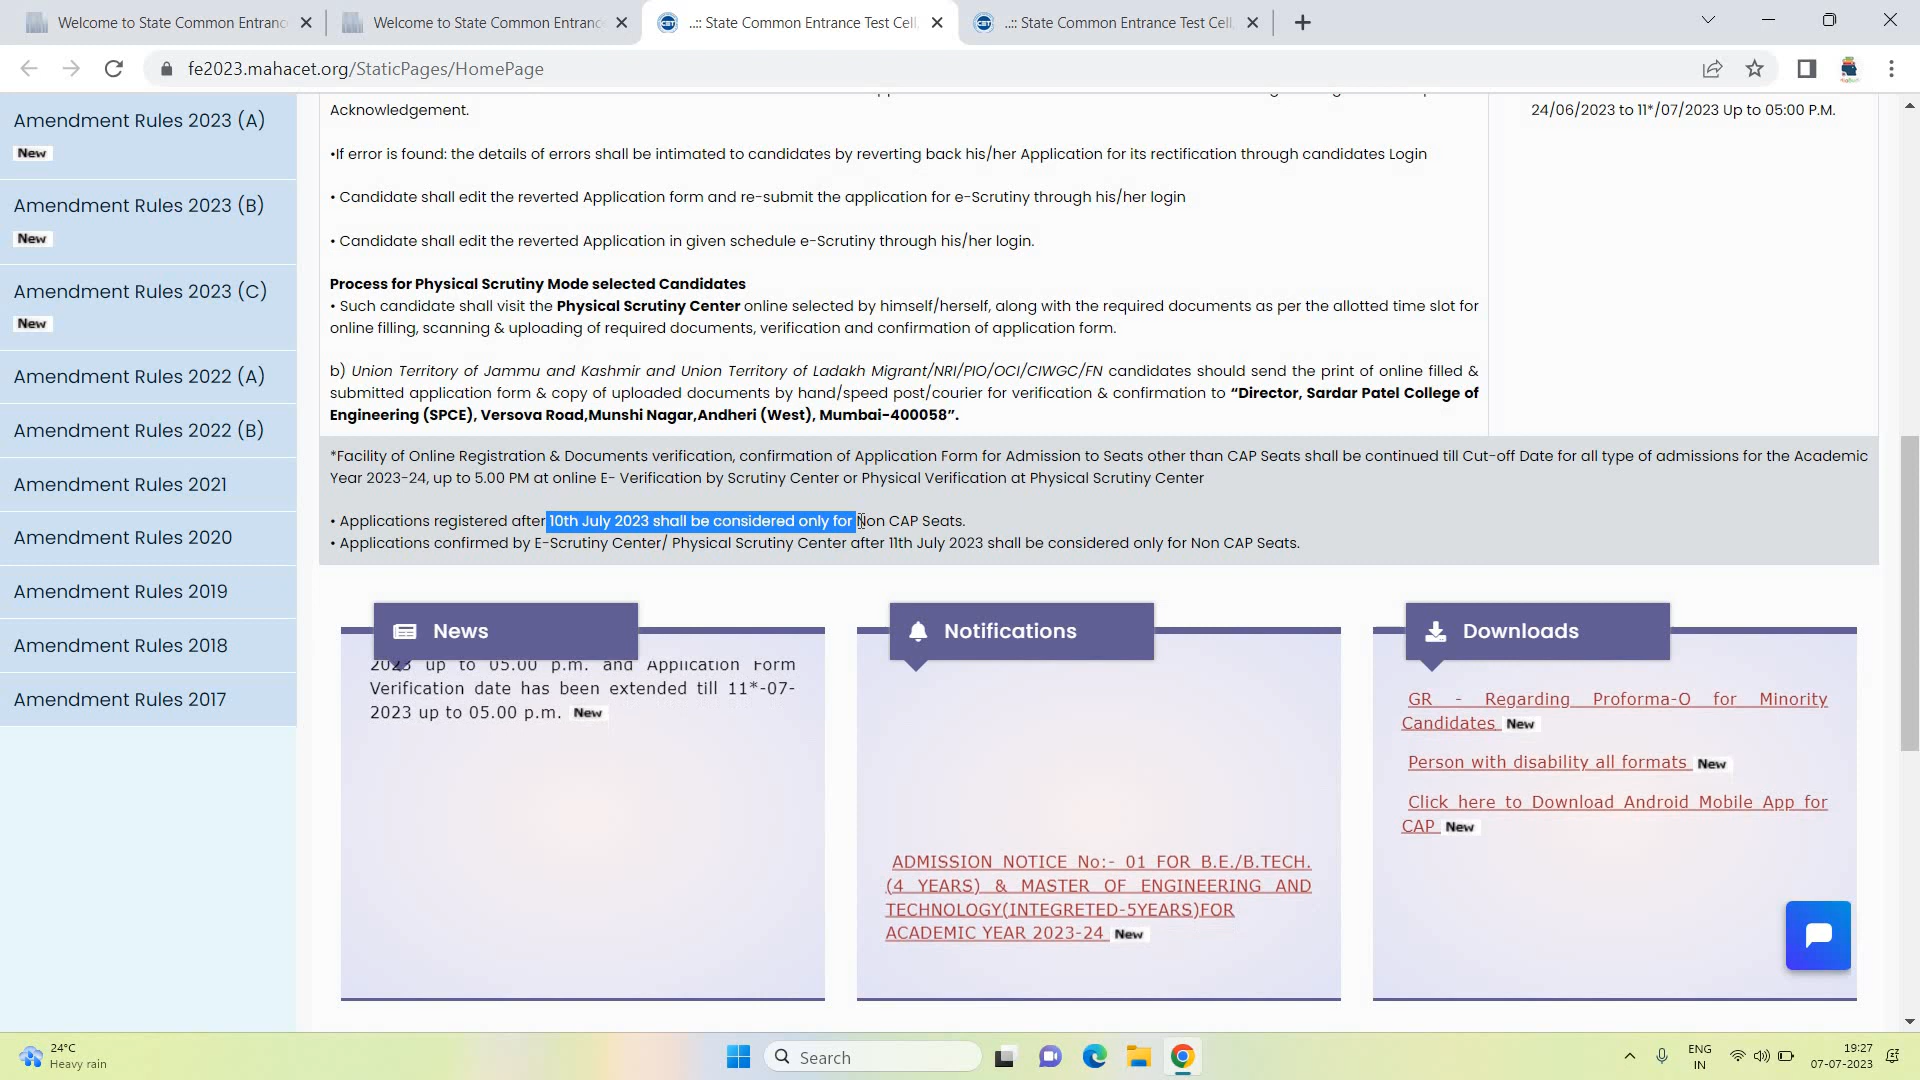 Welcome to State Common Entranc
Welcome to State Common Entranc
..:: State Common Entrance Test Cell,
..:: State Common Entrance Test Cell,
fe2023.mahacet.org/StaticPages/HomePage
Amendment Rules 2023 (A)
New
Amendment Rules 2023 (B)
New
Amendment Rules 2023 (C)
New
Amendment Rules 2022 (A)
Amendment Rules 2022 (B)
Amendment Rules 2021
Amendment Rules 2020
Amendment Rules 2019
Amendment Rules 2018
Amendment Rules 2017
Acknowledgement.
24/06/2023 to 11*/07/2023 Up to 05:00 P.M.
•If error is found: the details of errors shall be intimated to candidates by reverting back his/her Application for its rectification through candidates Login
• Candidate shall edit the reverted Application form and re-submit the application for e-Scrutiny through his/her login
• Candidate shall edit the reverted Application in given schedule e-Scrutiny through his/her login.
Process for Physical Scrutiny Mode selected Candidates
• Such candidate shall visit the Physical Scrutiny Center online selected by himself/herself, along with the required documents as per the allotted time slot for
online filling, scanning & uploading of required documents, verification and confirmation of application form.
b) Union Territory of Jammu and Kashmir and Union Territory of Ladakh Migrant/NRI/PIO/OCI/CIWGC/FN candidates should send the print of online filled &
submitted application form & copy of uploaded documents by hand/speed post/courier for verification & confirmation to “Director, Sardar Patel College of
Engineering (SPCE), Versova Road,Munshi Nagar,Andheri (West), Mumbai-400058”.
*Facility of Online Registration & Documents verification, confirmation of Application Form for Admission to Seats other than CAP Seats shall be continued till Cut-off Date for all type of admissions for the Academic
Year 2023-24, up to 5.00 PM at online E- Verification by Scrutiny Center or Physical Verification at Physical Scrutiny Center
• Applications registered after 10th July 2023 shall be considered only for Non CAP Seats.
• Applications confirmed by E-Scrutiny Center/ Physical Scrutiny Center after 11th July 2023 shall be considered only for Non CAP Seats.
News
2023 up to 05.00 p.m. and Application Form
Verification date has been extended till 11*-07-
2023 up to 05.00 p.m. New
Notifications
ADMISSION NOTICE No:- 01 FOR B.E./B.TECH.
(4 YEARS) & MASTER OF ENGINEERING AND
TECHNOLOGY(INTEGRETED-5YEARS)FOR
ACADEMIC YEAR 2023-24 New
Downloads
GR - Regarding Proforma-O for Minority
Candidates New
Person with disability all formats New
Click here to Download Android Mobile App for
CAP New
24°C
Heavy rain
Search
ENG
IN
19:27
07-07-2023